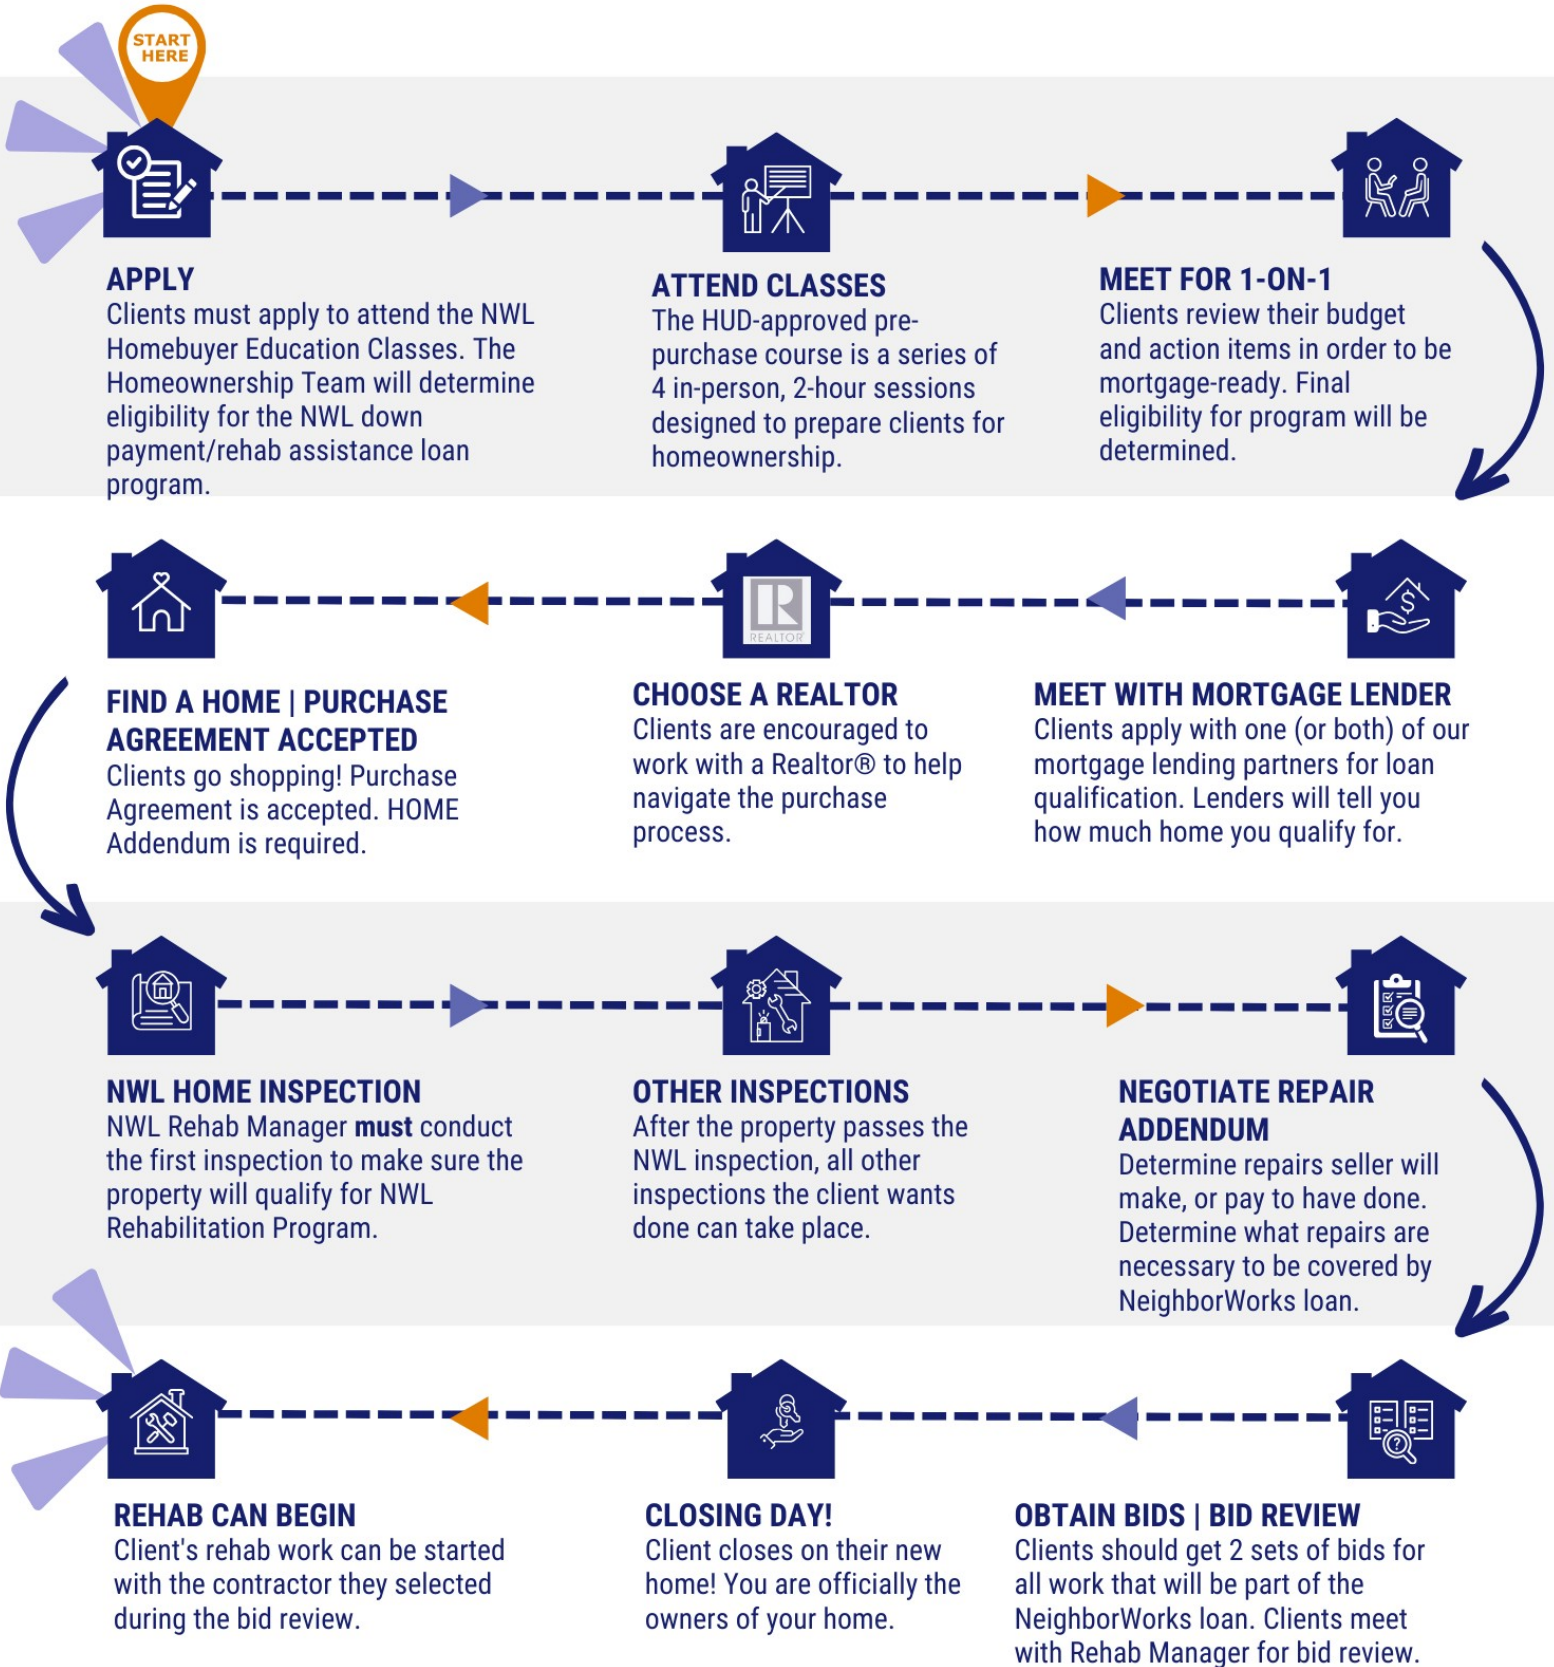 START
HERE
APPLY
Clients must apply to attend the NWL
Homebuyer Education Classes. The
Homeownership Team will determine
eligibility for the NWL down
payment/rehab assistance loan
program.
ATTEND CLASSES
The HUD-approved pre-
purchase course is a series of
4 in-person, 2-hour sessions
designed to prepare clients for
homeownership.
MEET FOR 1-ON-1
Clients review their budget
and action items in order to be
mortgage-ready. Final
eligibility for program will be
determined.
$
MEET WITH MORTGAGE LENDER
Clients apply with one (or both) of our
mortgage lending partners for loan
qualification. Lenders will tell you
how much home you qualify for.
R
REALTOR®
CHOOSE A REALTOR
Clients are encouraged to
work with a Realtor® to help
navigate the purchase
process.
FIND A HOME | PURCHASE
AGREEMENT ACCEPTED
Clients go shopping! Purchase
Agreement is accepted. HOME
Addendum is required.
NWL HOME INSPECTION
NWL Rehab Manager must conduct
the first inspection to make sure the
property will qualify for NWL
Rehabilitation Program.
OTHER INSPECTIONS
After the property passes the
NWL inspection, all other
inspections the client wants
done can take place.
NEGOTIATE REPAIR
ADDENDUM
Determine repairs seller will
make, or pay to have done.
Determine what repairs are
necessary to be covered by
NeighborWorks loan.
?
OBTAIN BIDS | BID REVIEW
Clients should get 2 sets of bids for
all work that will be part of the
NeighborWorks loan. Clients meet
with Rehab Manager for bid review.
CLOSING DAY!
Client closes on their new
home! You are officially the
owners of your home.
REHAB CAN BEGIN
Client's rehab work can be started
with the contractor they selected
during the bid review.